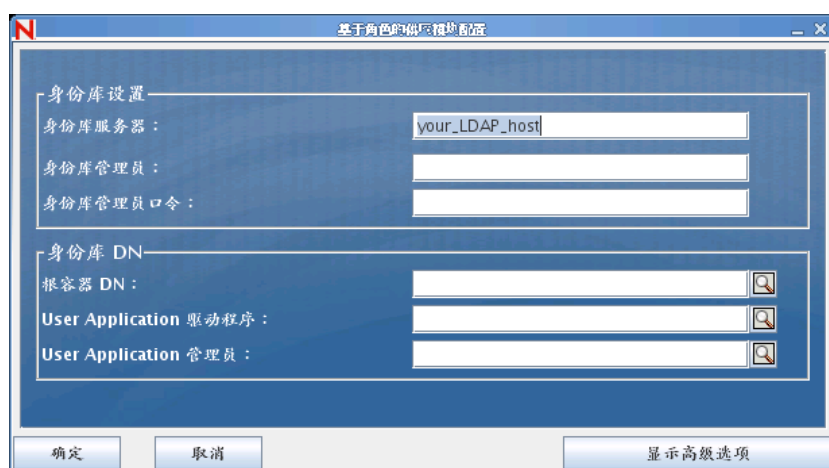 N
基于角色的供应模块配置
身份库设置
身份库服务器：
your_LDAP_host
身份库管理员：
身份库管理员口令：
身份库 DN
根容器 DN：
User Application 驱动程序：
User Application 管理员：
确定
取消
显示高级选项